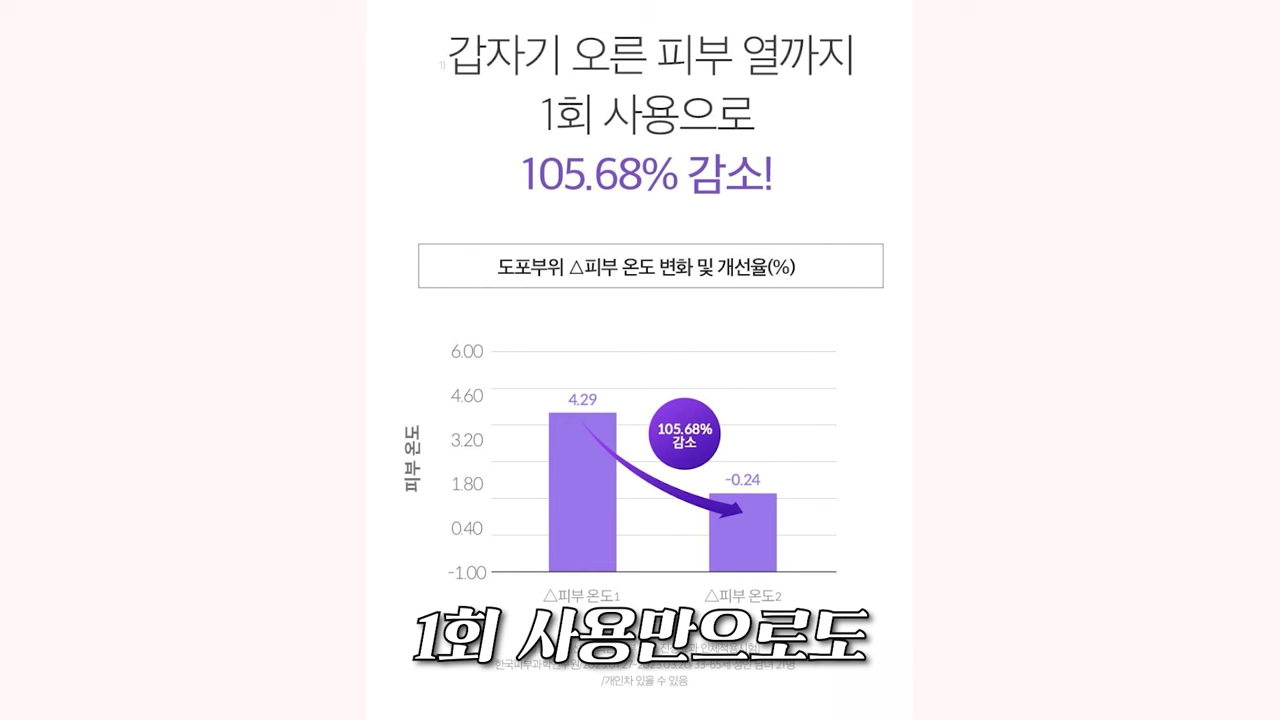 1) 갑자기 오른 피부 열까지
1회 사용으로
105.68% 감소!
도포부위 △피부 온도 변화 및 개선율(%)
피부 온도
6.00
4.60
3.20
1.80
0.40
-1.00
4.29
105.68%
감소
-0.24
△피부 온도1
△피부 온도2
1회 사용만으로도
/개인차 있을 수 있음